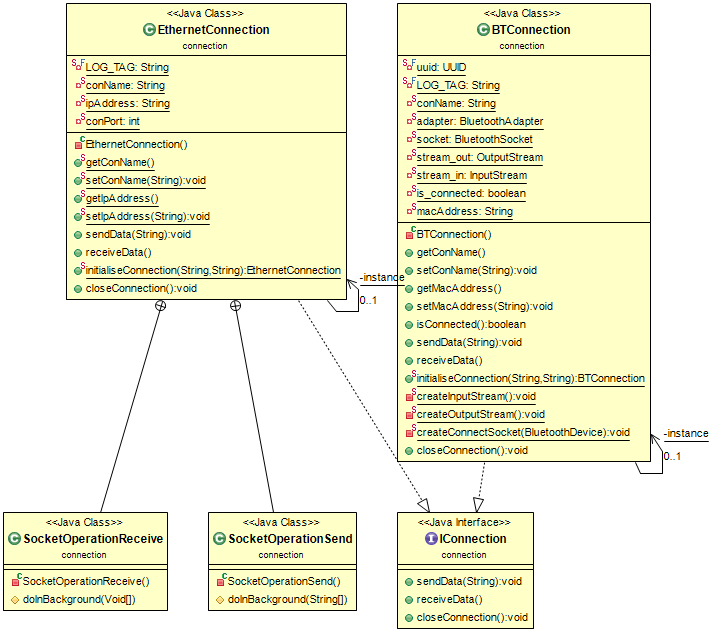 <<Java Class>>
EthernetConnection
connection
LOG_TAG: String
conName: String
ipAddress: String
conPort: int
EthernetConnection()
getConName()
setConName(String):void
getIpAddress()
setIpAddress(String):void
sendData(String):void
receiveData()
initialiseConnection(String,String):EthernetConnection
closeConnection():void
-instance
0..1
<<Java Class>>
BTConnection
connection
uuid: UUID
LOG_TAG: String
conName: String
adapter: BluetoothAdapter
socket: BluetoothSocket
stream_out: OutputStream
stream_in: InputStream
is_connected: boolean
macAddress: String
BTConnection()
getConName()
setConName(String):void
getMacAddress()
setMacAddress(String):void
isConnected():boolean
sendData(String):void
receiveData()
initialiseConnection(String,String):BTConnection
createInputStream():void
createOutputStream():void
createConnectSocket(BluetoothDevice):void
closeConnection():void
-instance
0..1
<<Java Class>>
SocketOperationReceive
connection
SocketOperationReceive()
doInBackground(Void[])
<<Java Class>>
SocketOperationSend
connection
SocketOperationSend()
doInBackground(String[])
<<Java Interface>>
IConnection
connection
sendData(String):void
receiveData()
closeConnection():void